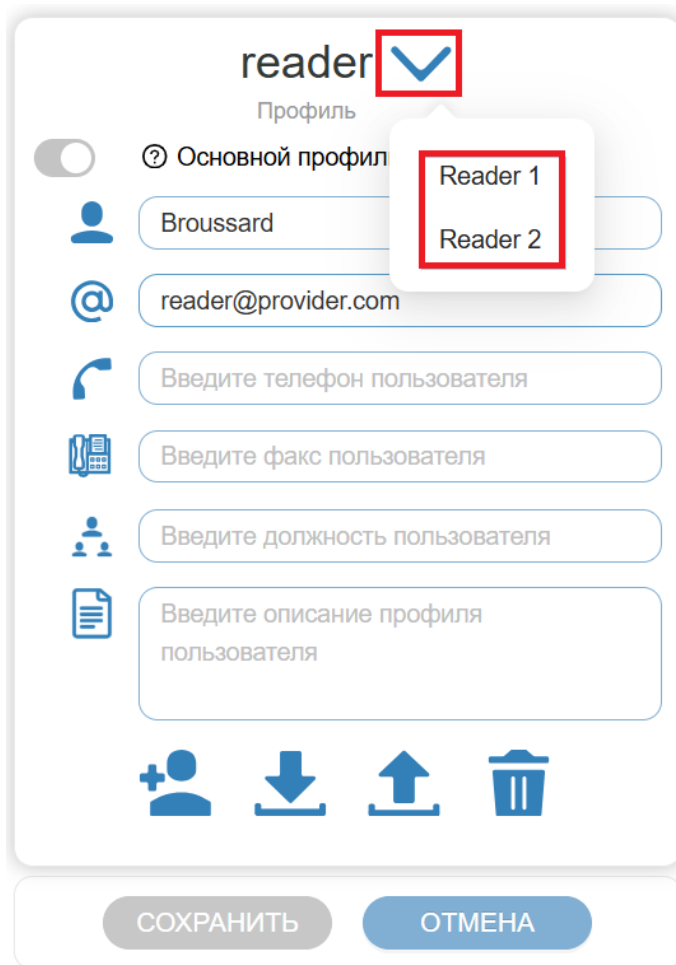 reader
Профиль
Основной профил
Reader 1
Reader 2
Broussard
reader@provider.com
Введите телефон пользователя
Введите факс пользователя
Введите должность пользователя
Введите описание профиля
пользователя
СОХРАНИТЬ
ОТМЕНА